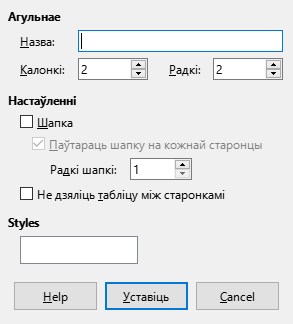 Агульнае
Назва:
Калонкі: 2 Радкі: 2
Настаўленні
Шапка
Паўтараць шапку на кожнай старонцы
Радкі шапкі: 1
Не дзяліць табліцу між старонкамі
Styles
Help Уставіць Cancel